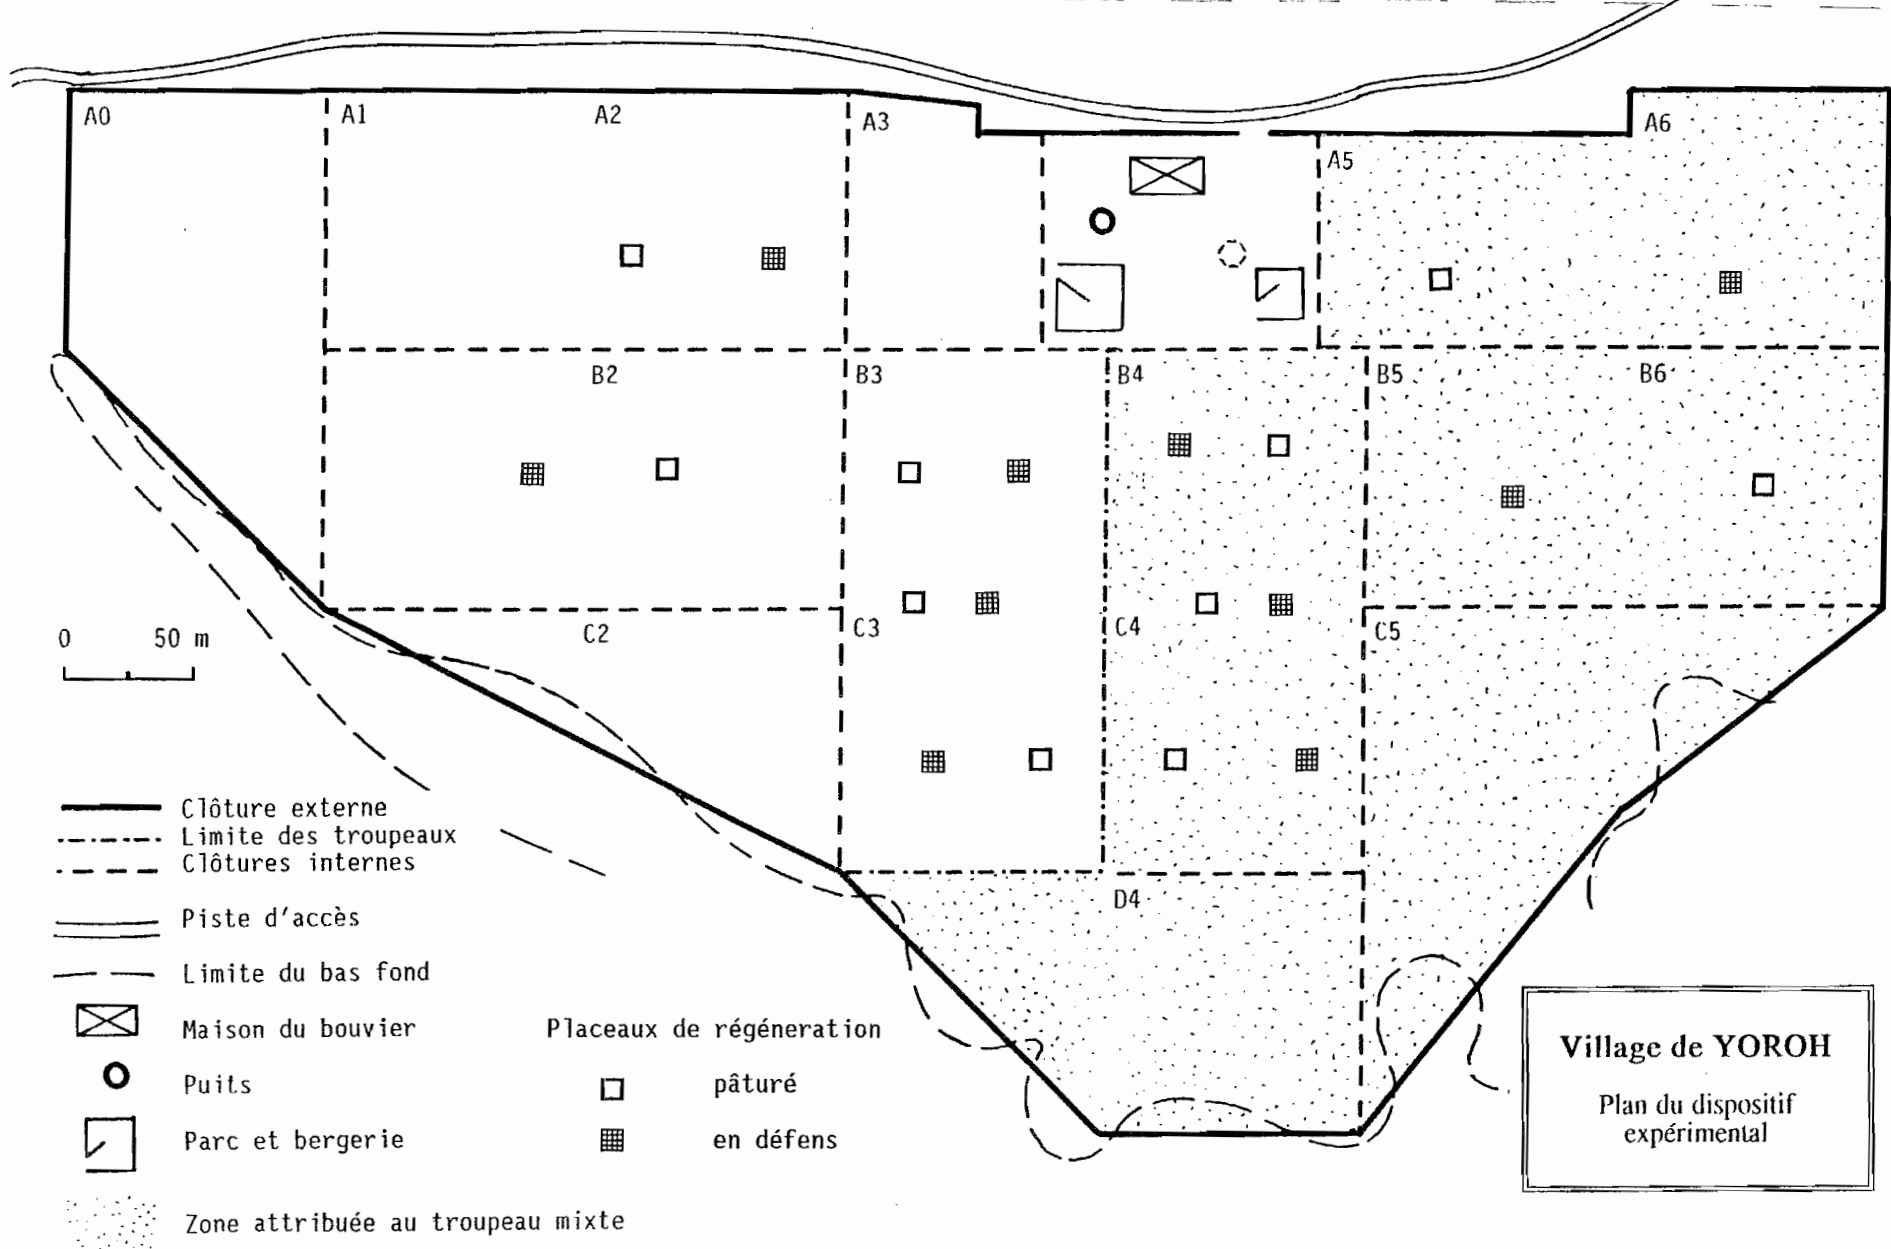 A0 A1 A2 A3 A6
A5
B2 B3 B4 B5 B6
0 50 m
C2 C3 C4 C5
Clôture externe
Limite des troupeaux
Clôtures internes
D4
Piste d'accès
Limite du bas fond
Maison du bouvier
Placeaux de régéneration
Puits
pâturé
Parc et bergerie
en défens
Zone attribuée au troupeau mixte
Village de YOROH
Plan du dispositif
expérimental